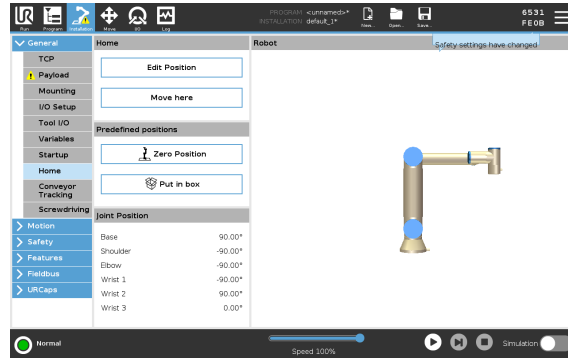 UR
Run
Program
Installation
Move
I/O
Log
PROGRAM <unnamed>*
INSTALLATION default_1*
New...
Open...
Save...
6531
FE0B
Safety settings have changed
General
TCP
Payload
Mounting
I/O Setup
Tool I/O
Variables
Startup
Home
Conveyor
Tracking
Screwdriving
Motion
Safety
Features
Fieldbus
URCaps
Home
Edit Position
Move here
Predefined positions
Zero Position
Put in box
Joint Position
Base 90.00°
Shoulder -90.00°
Elbow -90.00°
Wrist 1 -90.00°
Wrist 2 90.00°
Wrist 3 0.00°
Robot
Normal
Speed 100%
Simulation